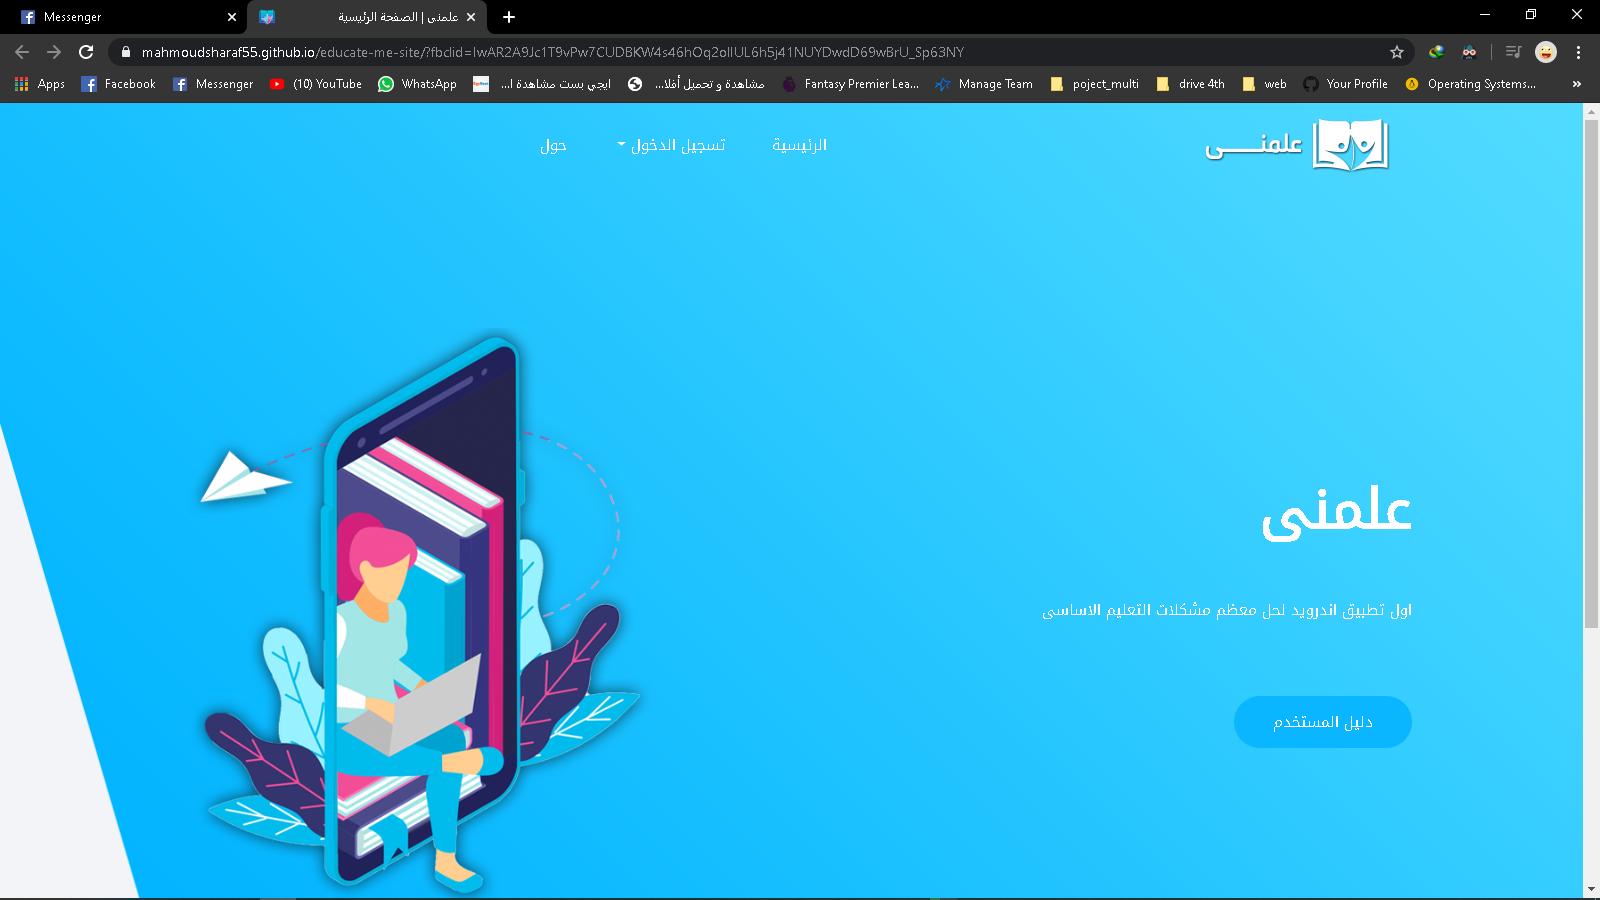 Messenger
علمنى | الصفحة الرئيسية
mahmoudsharaf55.github.io/educate-me-site/?fbclid=IwAR2A9Jc1T9vPw7CUDBKW4s46hOq2olIUL6h5j41NUYDwdD69wBrU_Sp63NY
Apps
Facebook
Messenger
(10) YouTube
WhatsApp
ايجي بست مشاهدة ا...
مشاهدة و تحميل أفلا...
Fantasy Premier Lea...
Manage Team
poject_multi
drive 4th
web
Your Profile
Operating Systems...
»
علمنـــى
الرئيسية
تسجيل الدخول
حول
علمنى
اول تطبيق اندرويد لحل معظم مشكلات التعليم الاساسى
دليل المستخدم